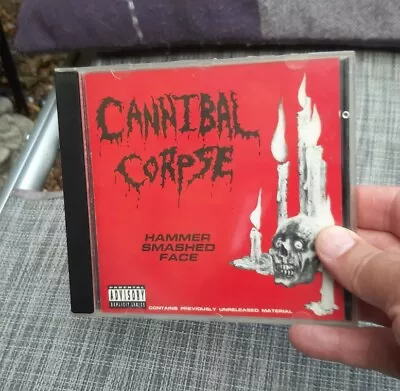 CANNIBAL
CORPSE
HAMMER
SMASHED
FACE
PARENTAL
ADVISORY
EXPLICIT LYRICS
CONTAINS PREVIOUSLY UNRELEASED MATERIAL